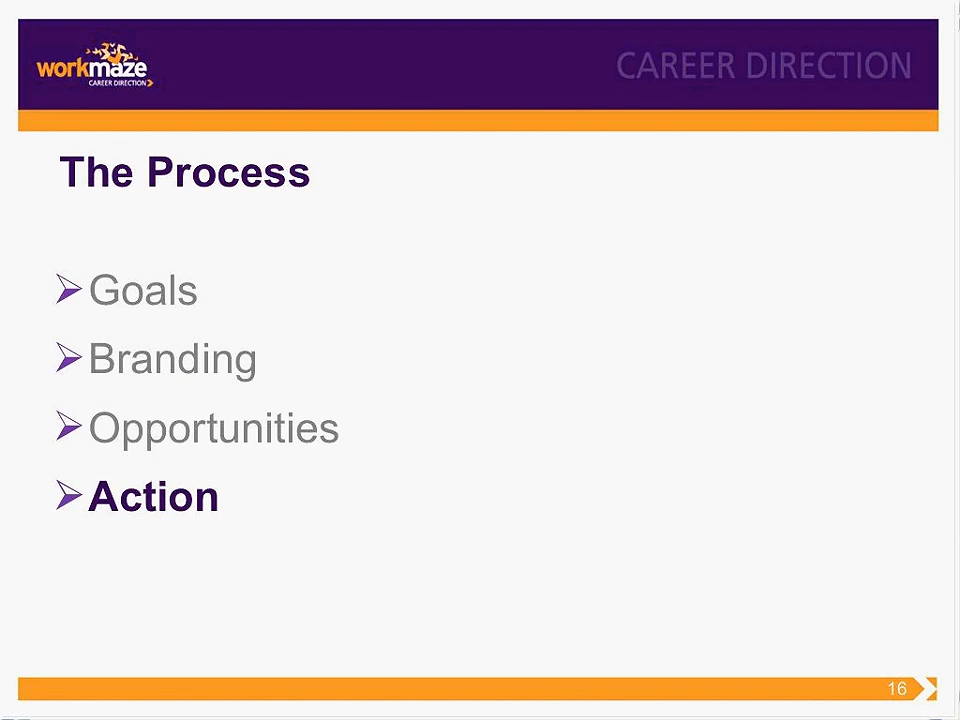 workmaze
CAREER DIRECTION
CAREER DIRECTION
The Process
Goals
Branding
Opportunities
Action
16